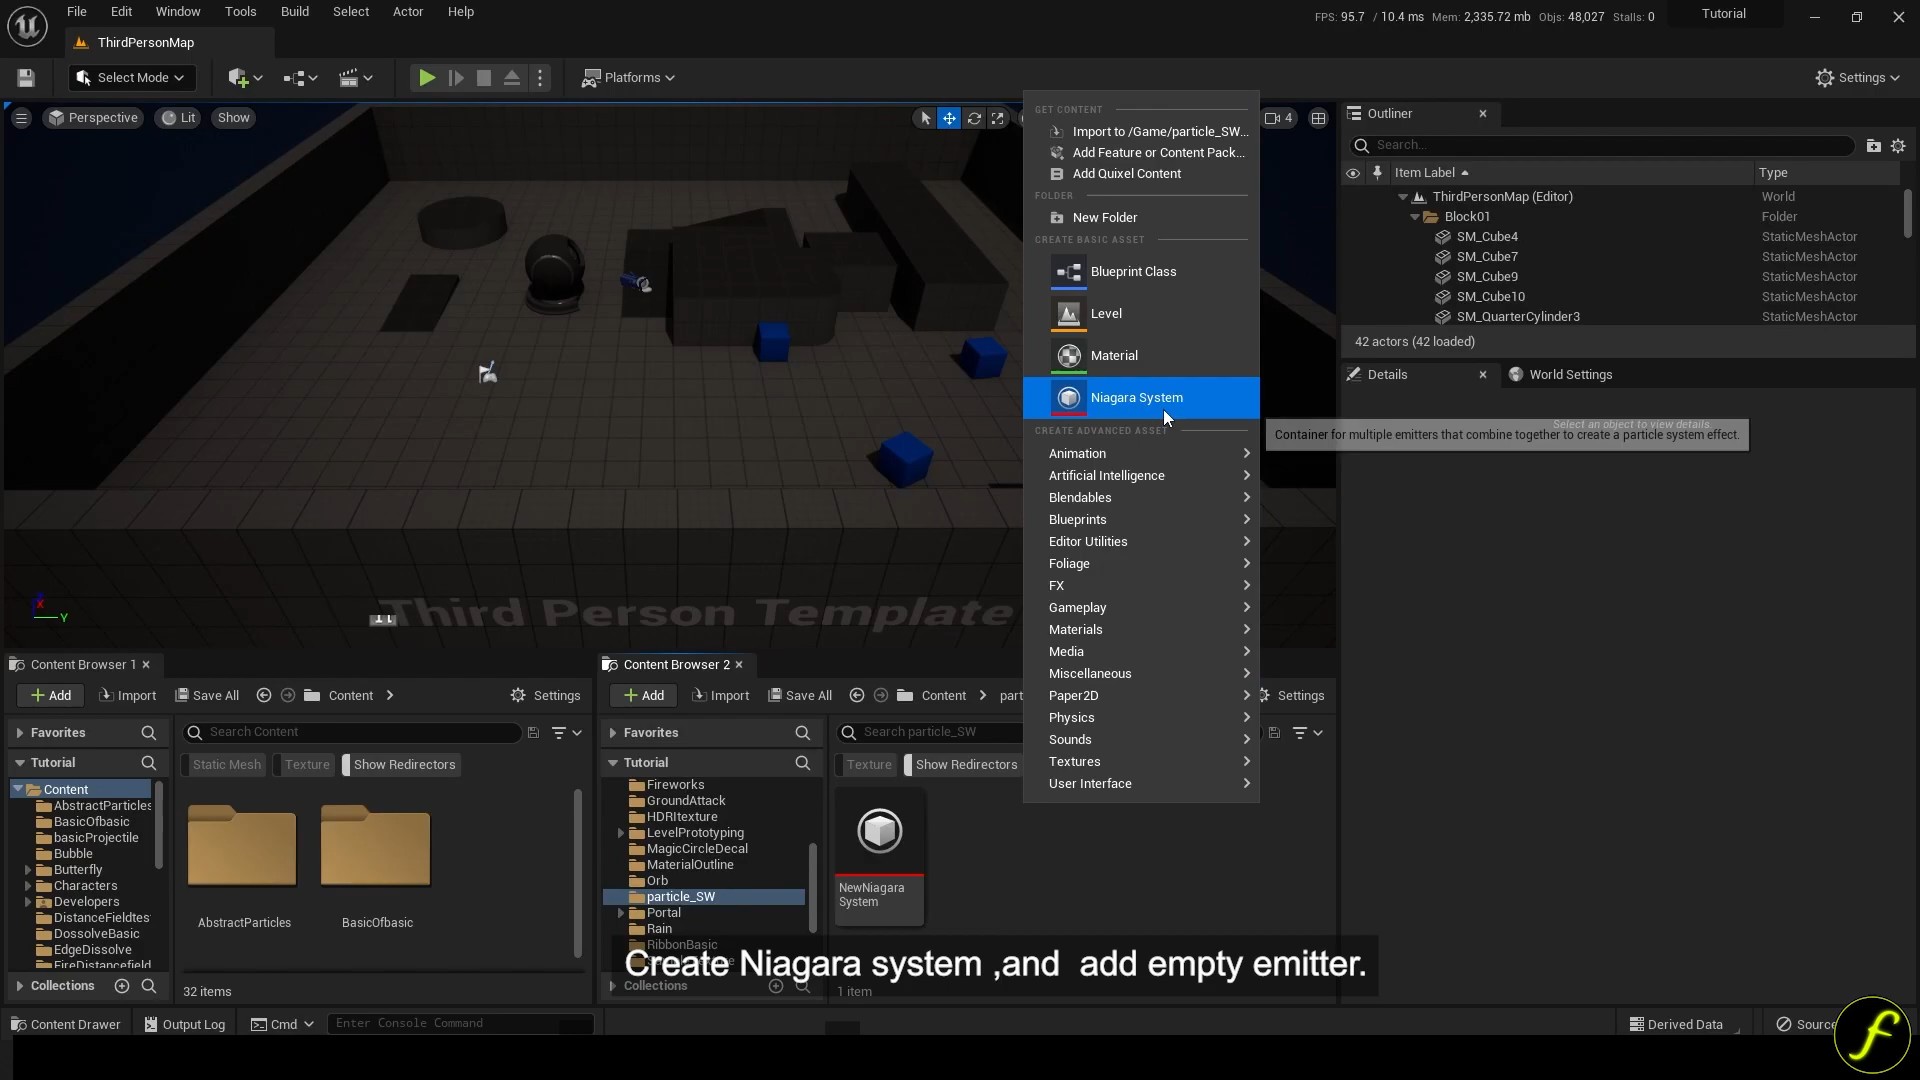 File Edit Window Tools Build Select Actor Help
FPS: 95.7 / 10.4 ms Mem: 2,335.72 mb Objs: 48,027 Stalls: 0
Tutorial
ThirdPersonMap
Select Mode
Platforms
Settings
Perspective Lit Show
4
GET CONTENT
Import to /Game/particle_SW...
Add Feature or Content Pack...
Add Quixel Content
FOLDER
New Folder
CREATE BASIC ASSET
Blueprint Class
Level
Material
Niagara System
CREATE ADVANCED ASSET
Animation
Artificial Intelligence
Blendables
Blueprints
Editor Utilities
Foliage
FX
Gameplay
Materials
Media
Miscellaneous
Paper2D
Physics
Sounds
Textures
User Interface
Outliner
Search...
Item Label Type
ThirdPersonMap (Editor) World
Block01 Folder
SM_Cube4 StaticMeshActor
SM_Cube7 StaticMeshActor
SM_Cube9 StaticMeshActor
SM_Cube10 StaticMeshActor
SM_QuarterCylinder3 StaticMeshActor
42 actors (42 loaded)
Details World Settings
Select an object to view details.
Container for multiple emitters that combine together to create a particle system effect.
X
Y
Third Person Template
Content Browser 1
Add Import Save All Content Settings
Favorites
Search Content
Tutorial
Static Mesh Texture Show Redirectors
Content
AbstractParticles
BasicOfbasic
basicProjectile
Bubble
Butterfly
Characters
Developers
DistanceFieldtes
DossolveBasic
EdgeDissolve
FireDistancefield
AbstractParticles BasicOfbasic
Collections
32 items
Content Browser 2
Add Import Save All Content part Settings
Favorites
Search particle_SW
Tutorial
Texture Show Redirectors
Fireworks
GroundAttack
HDRItexture
LevelPrototyping
MagicCircleDecal
MaterialOutline
Orb
particle_SW
Portal
Rain
RibbonBasic
NewNiagara
System
Create Niagara system ,and add empty emitter.
Collections
1 item
Content Drawer Output Log Cmd Enter Console Command
Derived Data
Source
f